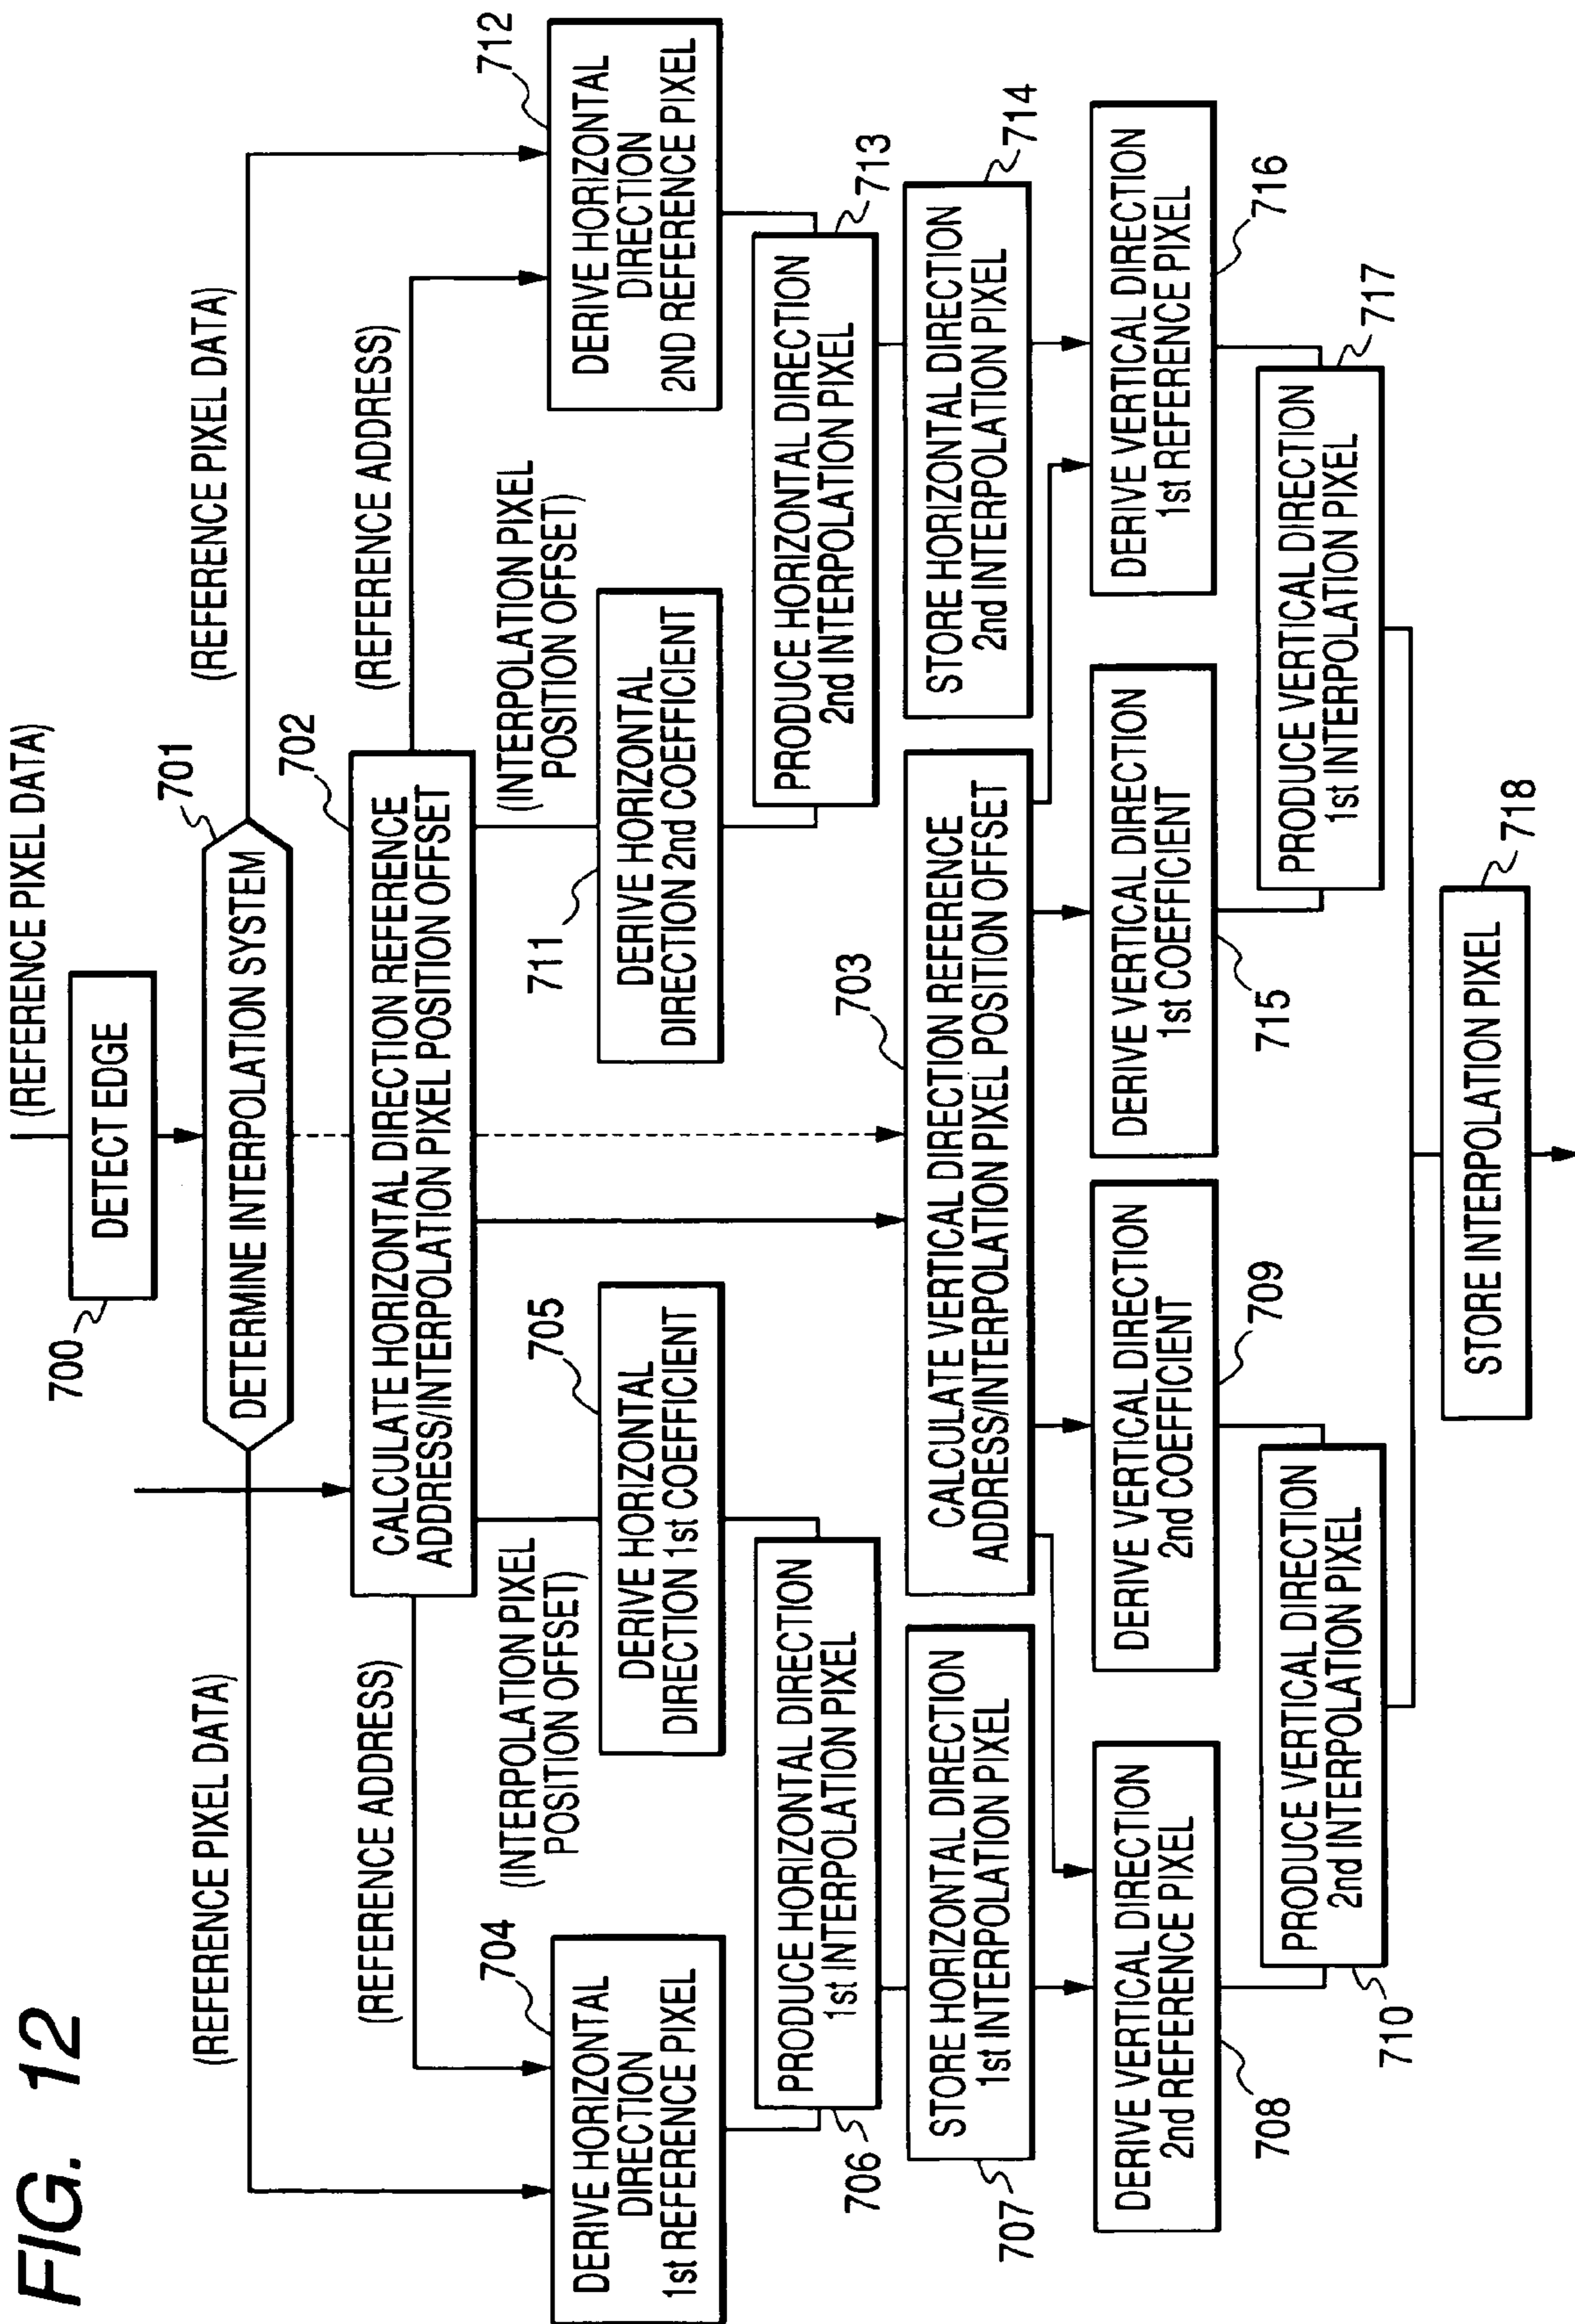 FIG. 12
(REFERENCE PIXEL DATA)
700
DETECT EDGE
701
DETERMINE INTERPOLATION SYSTEM
(REFERENCE PIXEL DATA)
(REFERENCE PIXEL DATA)
702
CALCULATE HORIZONTAL DIRECTION REFERENCE
ADDRESS/INTERPOLATION PIXEL POSITION OFFSET
(REFERENCE ADDRESS)
(REFERENCE ADDRESS)
704
DERIVE HORIZONTAL
DIRECTION
1st REFERENCE PIXEL
(INTERPOLATION PIXEL
POSITION OFFSET)
705
DERIVE HORIZONTAL
DIRECTION 1st COEFFICIENT
(INTERPOLATION PIXEL
POSITION OFFSET)
711
DERIVE HORIZONTAL
DIRECTION 2nd COEFFICIENT
712
DERIVE HORIZONTAL
DIRECTION
2ND REFERENCE PIXEL
706
PRODUCE HORIZONTAL DIRECTION
1st INTERPOLATION PIXEL
PRODUCE HORIZONTAL DIRECTION
2nd INTERPOLATION PIXEL
713
707
STORE HORIZONTAL DIRECTION
1st INTERPOLATION PIXEL
703
CALCULATE VERTICAL DIRECTION REFERENCE
ADDRESS/INTERPOLATION PIXEL POSITION OFFSET
STORE HORIZONTAL DIRECTION
2nd INTERPOLATION PIXEL
714
DERIVE VERTICAL DIRECTION
2nd REFERENCE PIXEL
708
DERIVE VERTICAL DIRECTION
2nd COEFFICIENT
709
DERIVE VERTICAL DIRECTION
1st COEFFICIENT
715
DERIVE VERTICAL DIRECTION
1st REFERENCE PIXEL
716
710
PRODUCE VERTICAL DIRECTION
2nd INTERPOLATION PIXEL
PRODUCE VERTICAL DIRECTION
1st INTERPOLATION PIXEL
717
STORE INTERPOLATION PIXEL
718